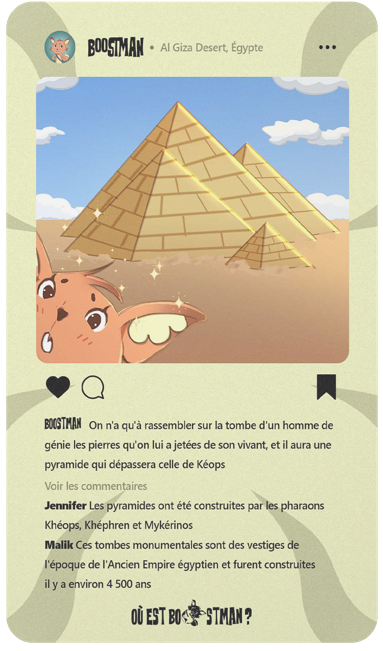 BOOSTMAN • Al Giza Desert, Égypte
BOOSTMAN On n'a qu'à rassembler sur la tombe d'un homme de
génie les pierres qu'on lui a jetées de son vivant, et il aura une
pyramide qui dépassera celle de Kéops
Voir les commentaires
Jennifer Les pyramides ont été construites par les pharaons
Khéops, Khéphren et Mykérinos
Malik Ces tombes monumentales sont des vestiges de
l'époque de l'Ancien Empire égyptien et furent construites
il y a environ 4 500 ans
OÙ EST BOOSTMAN ?